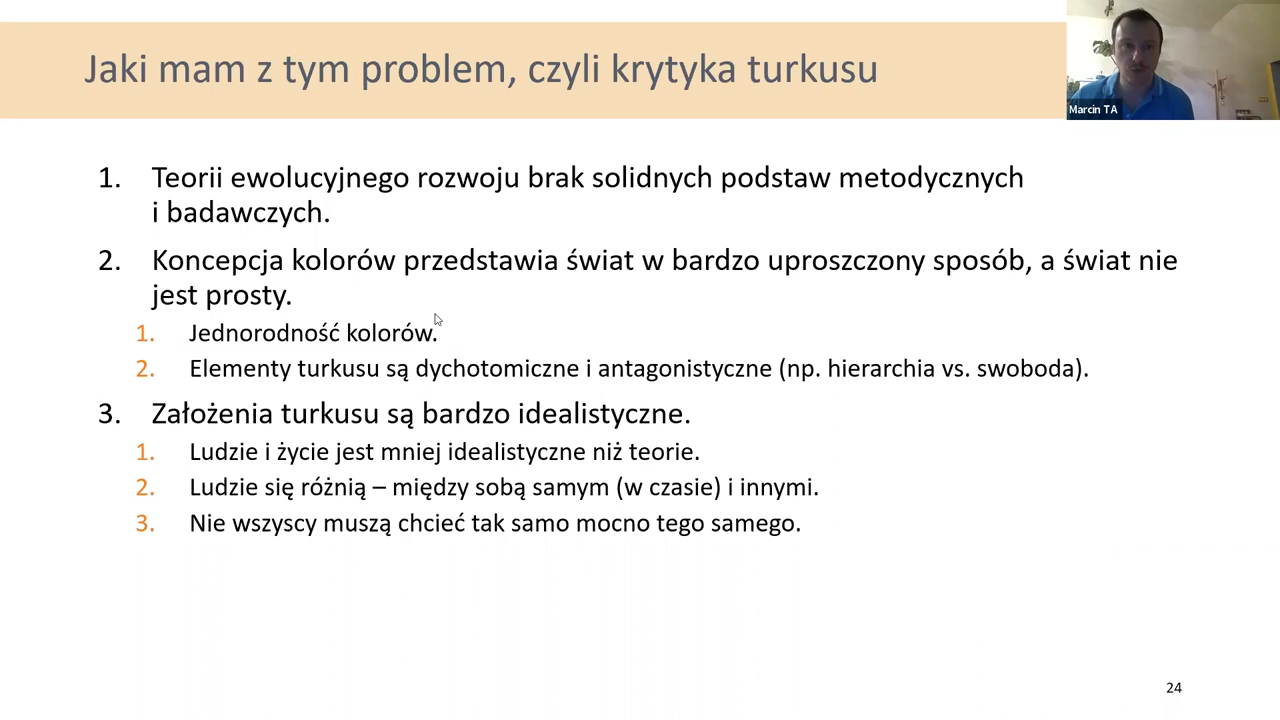 Jaki mam z tym problem, czyli krytyka turkusu
Marcin TA
1. Teorii ewolucyjnego rozwoju brak solidnych podstaw metodycznych
i badawczych.
2. Koncepcja kolorów przedstawia świat w bardzo uproszczony sposób, a świat nie
jest prosty.
1. Jednorodność kolorów.
2. Elementy turkusu są dychotomiczne i antagonistyczne (np. hierarchia vs. swoboda).
3. Założenia turkusu są bardzo idealistyczne.
1. Ludzie i życie jest mniej idealistyczne niż teorie.
2. Ludzie się różnią – między sobą samym (w czasie) i innymi.
3. Nie wszyscy muszą chcieć tak samo mocno tego samego.
24